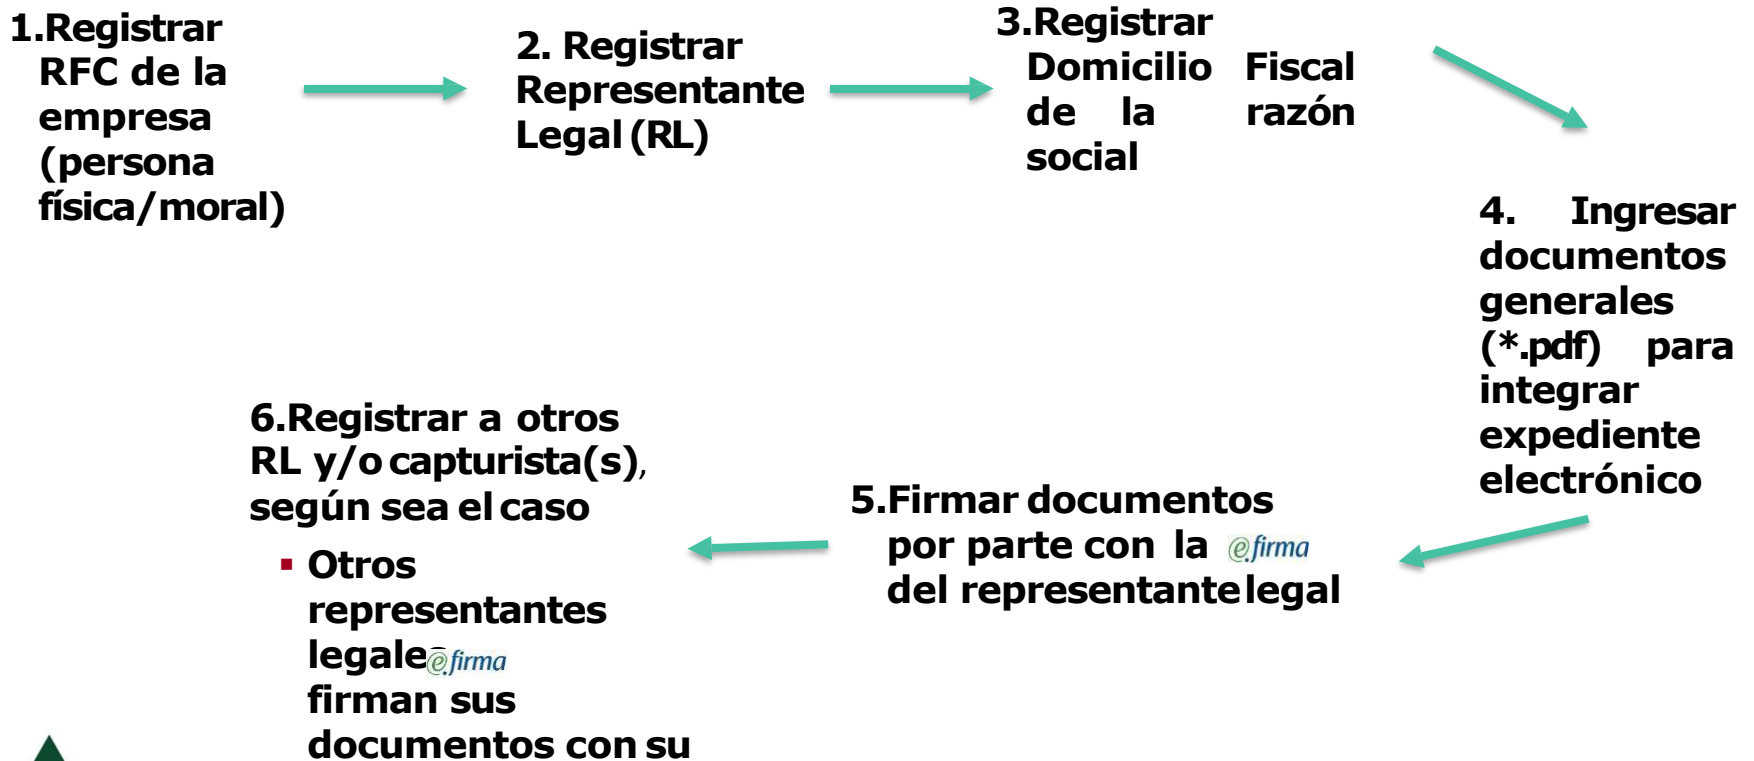 1.Registrar
RFC de la
empresa
(persona
física/moral)
2. Registrar
Representante
Legal (RL)
3.Registrar
Domicilio Fiscal
de la razón
social
4. Ingresar
documentos
generales
(*.pdf) para
integrar
expediente
electrónico
5.Firmar documentos
por parte con la e.firma
del representante legal
6.Registrar a otros
RL y/o capturista(s),
según sea el caso
▪ Otros
representantes
legales e.firma
firman sus
documentos con su